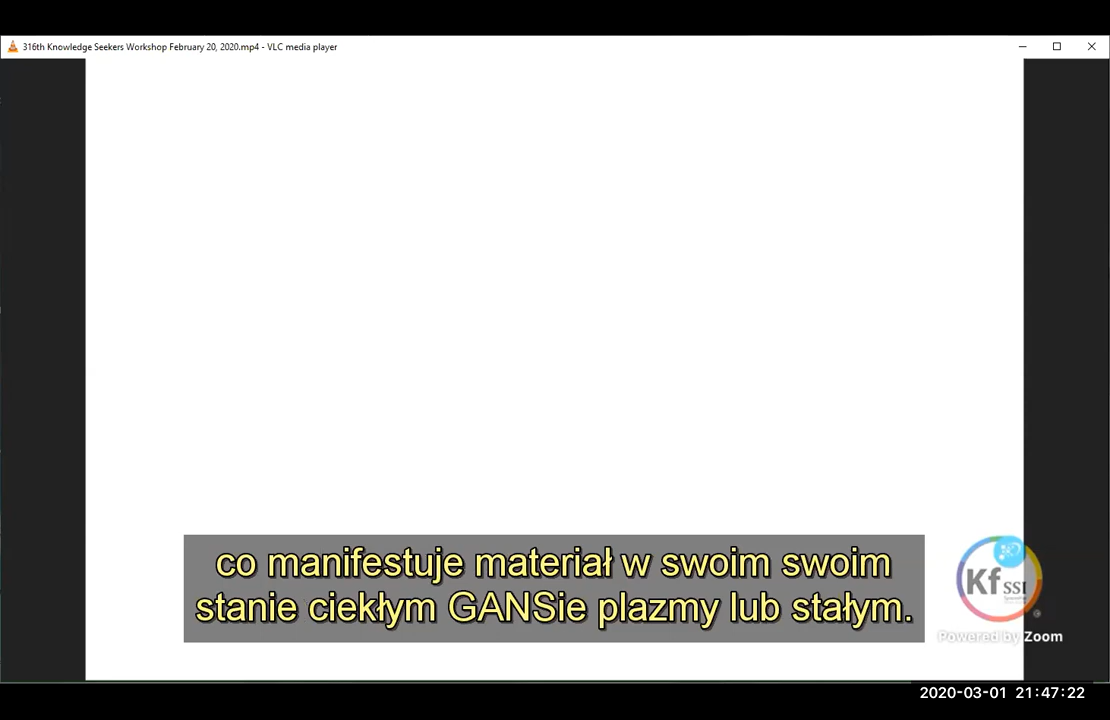 316th Knowledge Seekers Workshop February 20, 2020.mp4 - VLC media player
co manifestuje materiał w swoim swoim
stanie ciekłym GANSie plazmy lub stałym.
Kf SSI
Powered by Zoom
2020-03-01 21:47:22